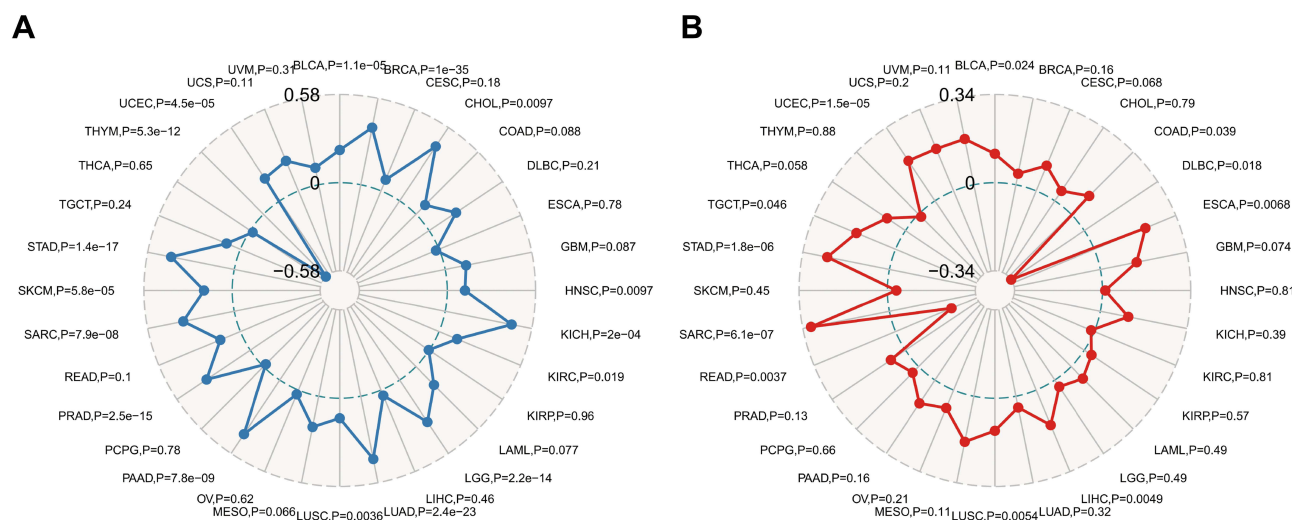 A
BLCA,P=1.1e−05
BRCA,P=1e−35
CESC,P=0.18
CHOL,P=0.0097
COAD,P=0.088
DLBC,P=0.21
ESCA,P=0.78
GBM,P=0.087
HNSC,P=0.0097
KICH,P=2e−04
KIRC,P=0.019
KIRP,P=0.96
LAML,P=0.077
LGG,P=2.2e−14
LIHC,P=0.46
LUAD,P=2.4e−23
LUSC,P=0.0036
MESO,P=0.066
OV,P=0.62
PAAD,P=7.8e−09
PCPG,P=0.78
PRAD,P=2.5e−15
READ,P=0.1
SARC,P=7.9e−08
SKCM,P=5.8e−05
STAD,P=1.4e−17
TGCT,P=0.24
THCA,P=0.65
THYM,P=5.3e−12
UCEC,P=4.5e−05
UCS,P=0.11
UVM,P=0.31
0.58
0
−0.58
B
BLCA,P=0.024
BRCA,P=0.16
CESC,P=0.068
CHOL,P=0.79
COAD,P=0.039
DLBC,P=0.018
ESCA,P=0.0068
GBM,P=0.074
HNSC,P=0.81
KICH,P=0.39
KIRC,P=0.81
KIRP,P=0.57
LAML,P=0.49
LGG,P=0.49
LIHC,P=0.0049
LUAD,P=0.32
LUSC,P=0.0054
MESO,P=0.11
OV,P=0.21
PAAD,P=0.16
PCPG,P=0.66
PRAD,P=0.13
READ,P=0.0037
SARC,P=6.1e−07
SKCM,P=0.45
STAD,P=1.8e−06
TGCT,P=0.046
THCA,P=0.058
THYM,P=0.88
UCEC,P=1.5e−05
UCS,P=0.2
UVM,P=0.11
0.34
0
−0.34